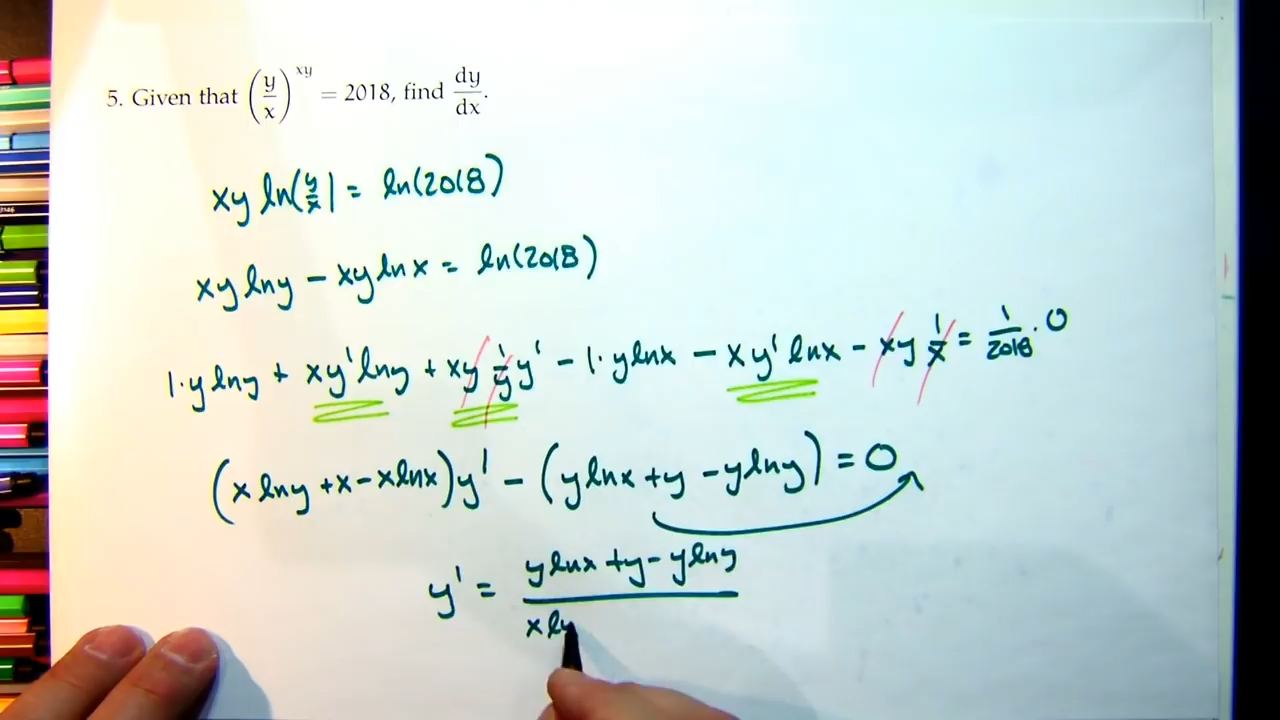 5. Given that (y/x)^xy = 2018, find dy/dx.
xy ln(y/x) = ln(2018)
xy lny − xy lnx = ln(2018)
1·y lny + xy' lny + xy 1/y y' − 1·y lnx − xy' lnx − xy 1/x = 1/2018 · 0
(x lny + x − x lnx)y' − (y lnx + y − y lny) = 0
y' = (y lnx + y − y lny)/(x ln